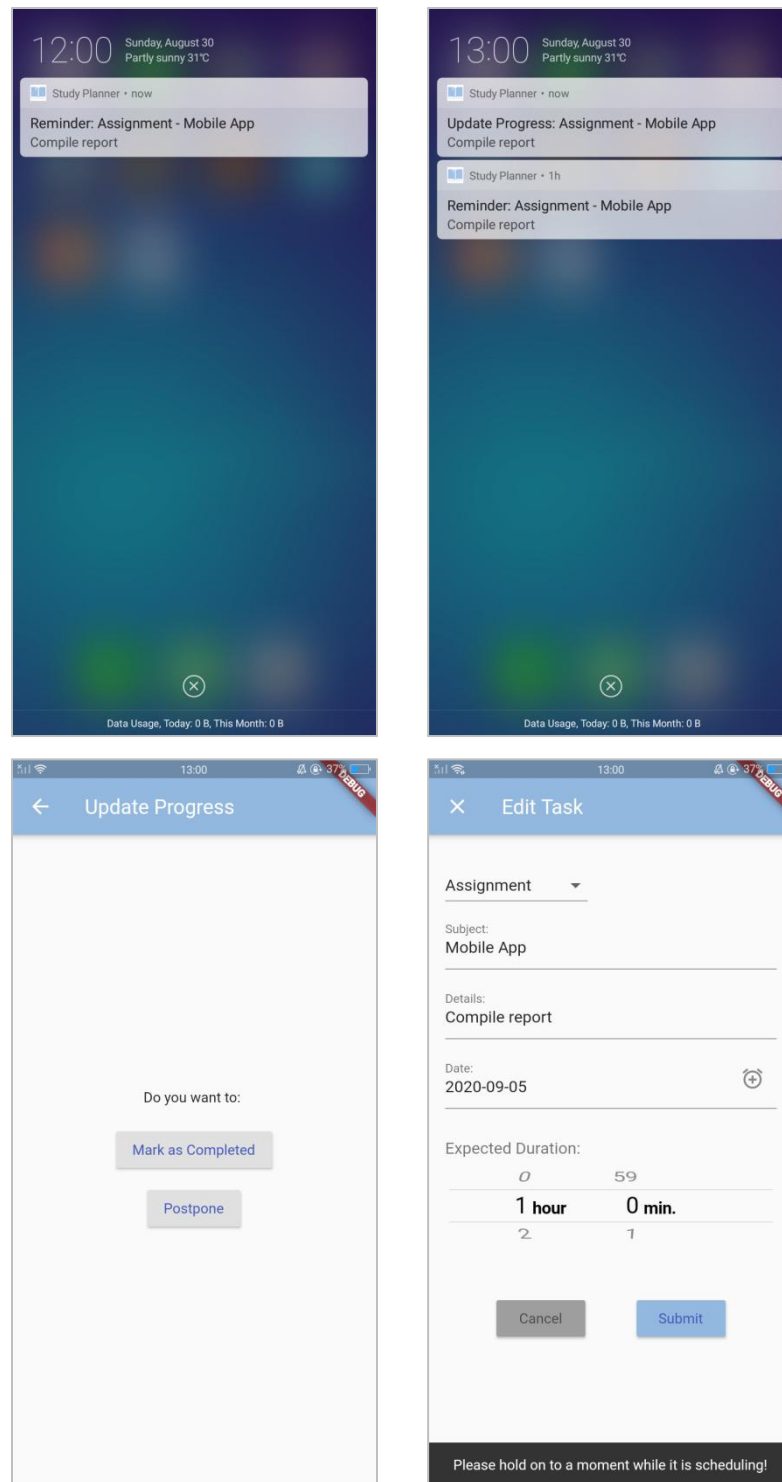 12:00 Sunday, August 30
Partly sunny 31°C
Study Planner • now
Reminder: Assignment - Mobile App
Compile report
Data Usage, Today: 0 B, This Month: 0 B
13:00 Sunday, August 30
Partly sunny 31°C
Study Planner • now
Update Progress: Assignment - Mobile App
Compile report
Study Planner • 1h
Reminder: Assignment - Mobile App
Compile report
Data Usage, Today: 0 B, This Month: 0 B
13:00 37%
DEBUG
Update Progress
Do you want to:
Mark as Completed
Postpone
13:00 37%
DEBUG
Edit Task
Assignment
Subject:
Mobile App
Details:
Compile report
Date:
2020-09-05
Expected Duration:
0 59
1 hour 0 min.
2 1
Cancel Submit
Please hold on to a moment while it is scheduling!